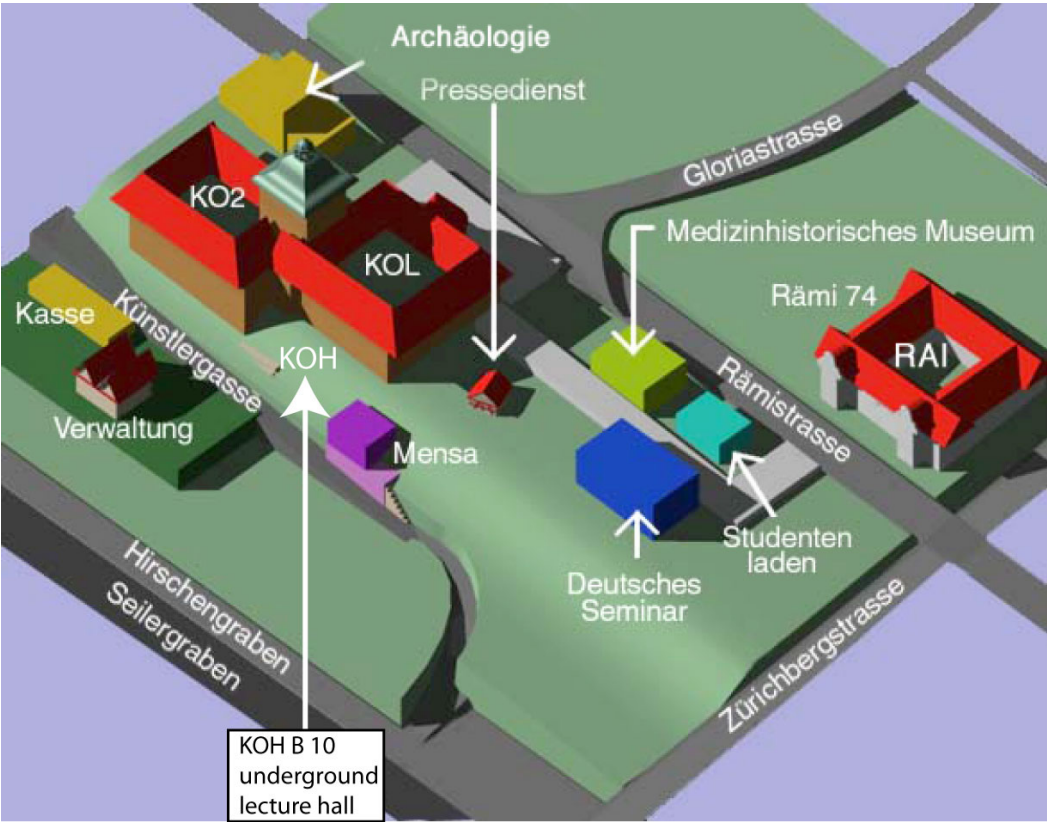 Archäologie
Pressedienst
Gloriastrasse
KO2
Medizinhistorisches Museum
KOL
Rämi 74
Kasse
Künstlergasse
KOH
RAI
Rämistrasse
Verwaltung
Mensa
Studenten
laden
Deutsches
Seminar
Hirschengraben
Seilergraben
Zürichbergstrasse
KOH B 10
underground
lecture hall